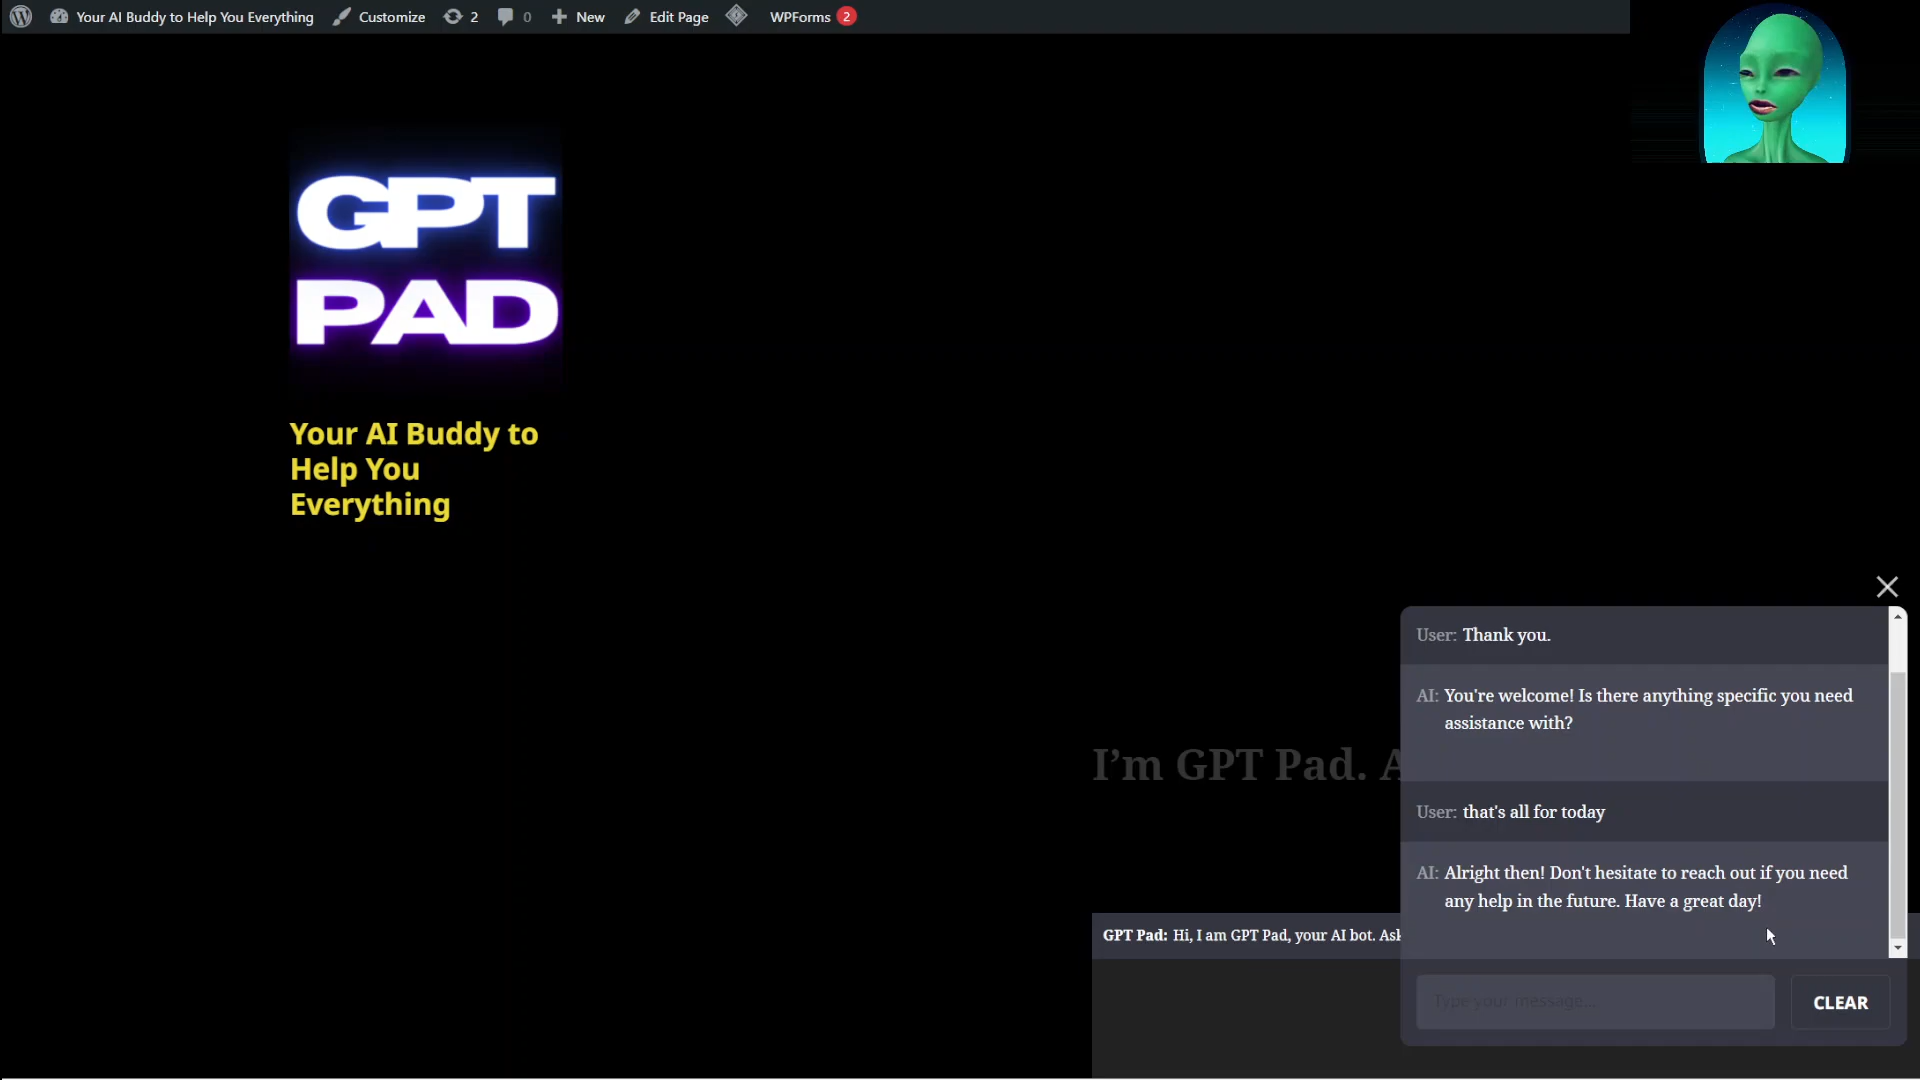 Your AI Buddy to Help You Everything Customize 2 0 New Edit Page WPForms 2
GPT
PAD
Your AI Buddy to
Help You
Everything
I’m GPT Pad. A
GPT Pad: Hi, I am GPT Pad, your AI bot. Ask
User: Thank you.
AI: You're welcome! Is there anything specific you need
assistance with?
User: that's all for today
AI: Alright then! Don't hesitate to reach out if you need
any help in the future. Have a great day!
Type your message...
CLEAR